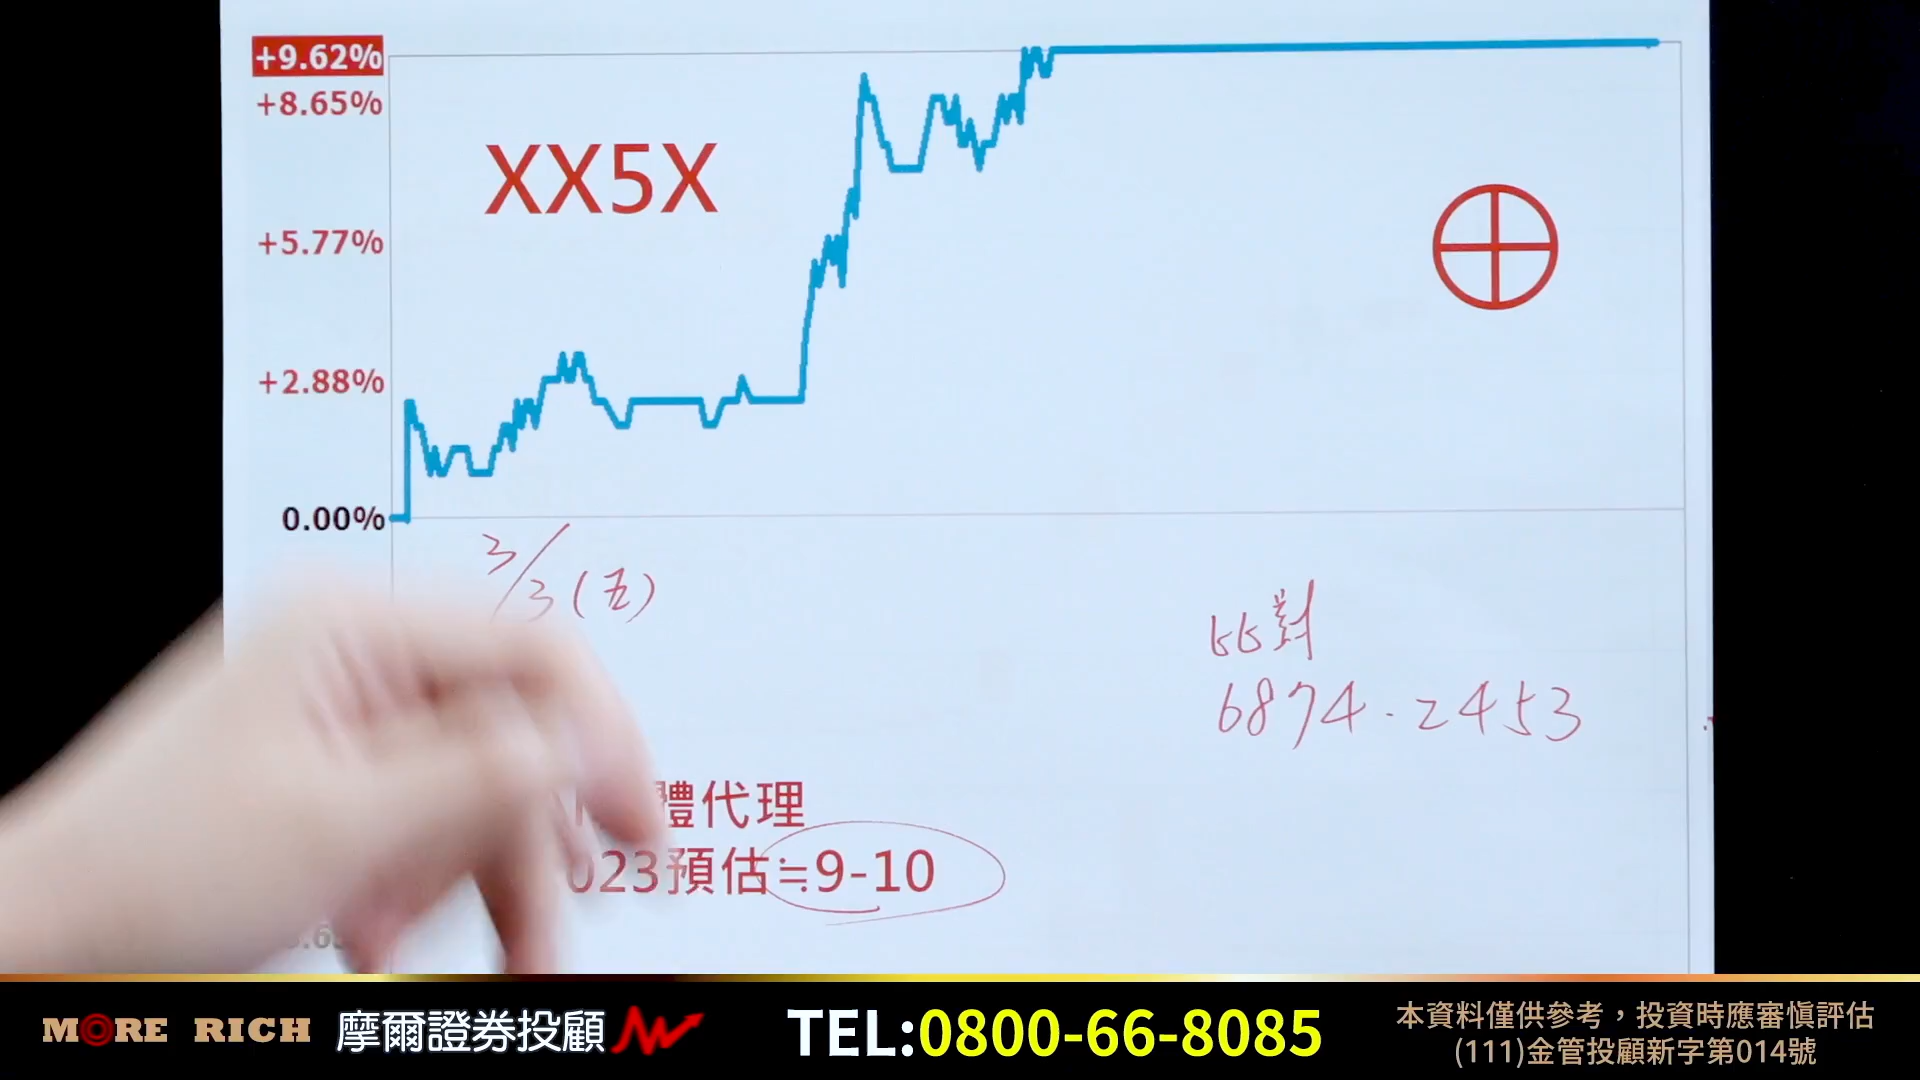 +9.62%
+8.65%
XX5X
+5.77%
+2.88%
0.00%
3/3(五)
比對
6874.2453
體代理
023預估≒9-10
MORE RICH 摩爾證券投顧
TEL:0800-66-8085
本資料僅供參考，投資時應審慎評估
(111)金管投顧新字第014號